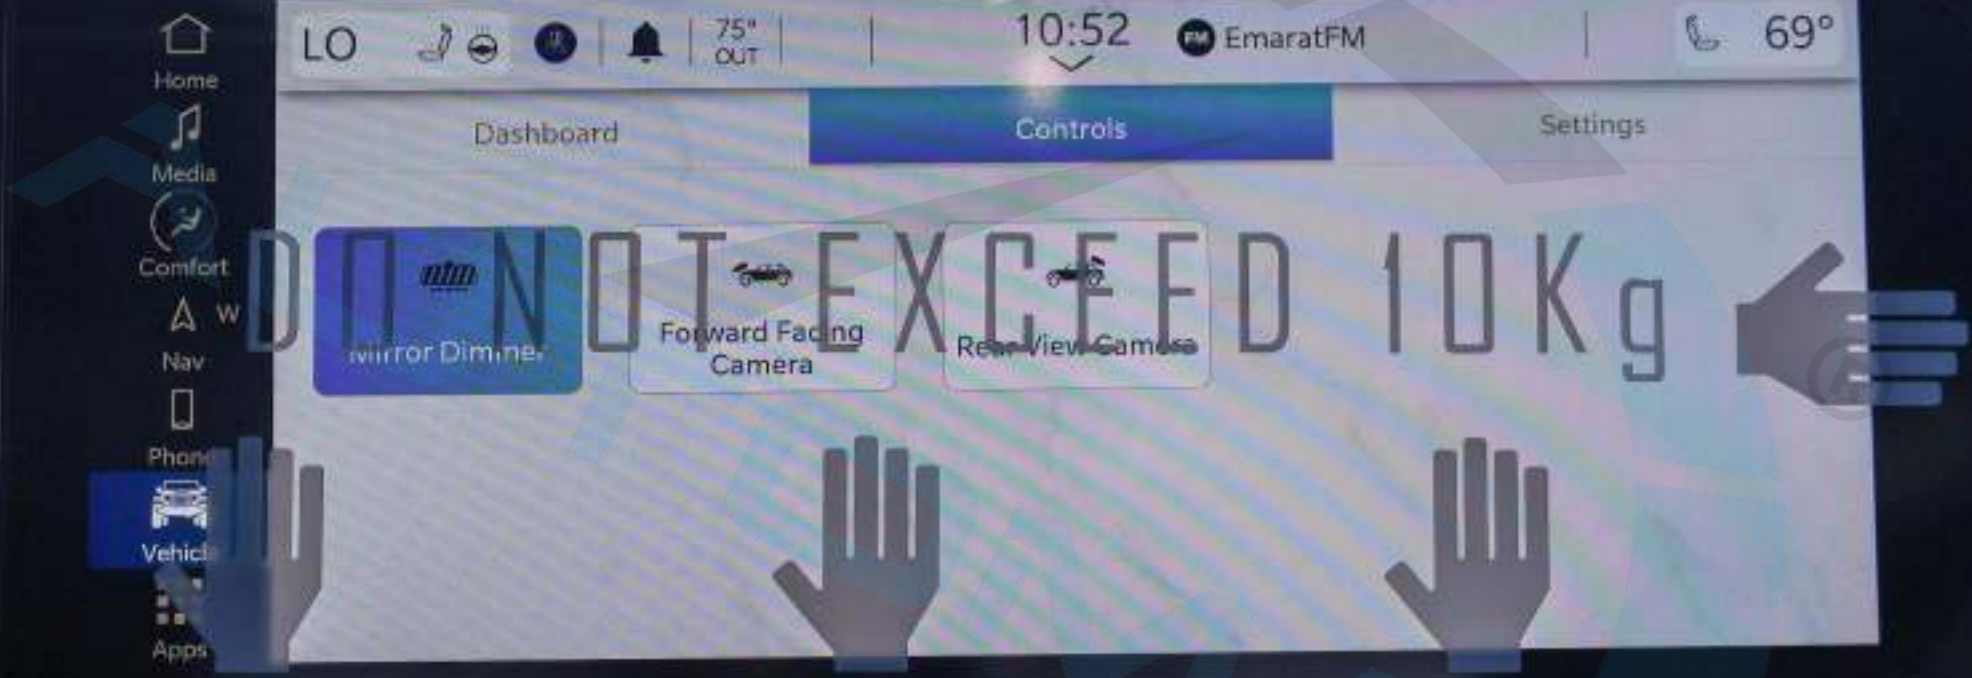 LO
75°
OUT
10:52
FM EmaratFM
69°
Home
Media
Comfort
W
Nav
Phone
Vehicle
Apps
Dashboard
Controls
Settings
DO NOT EXCEED 10Kg
Mirror Dimmer
Forward Facing
Camera
Rear View Camera